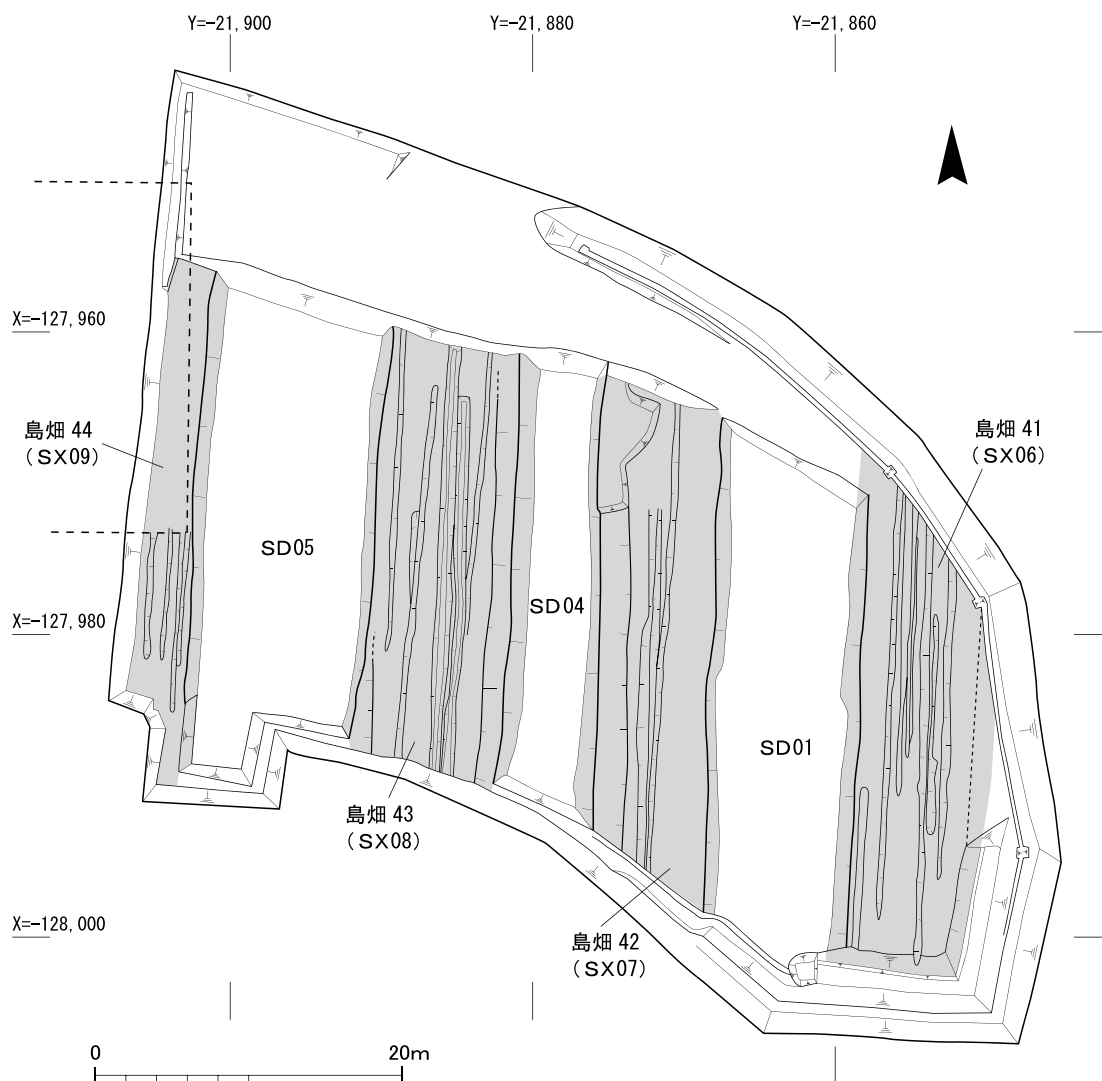 Y=-21,900
Y=-21,880
Y=-21,860
X=-127,960
島畑 44
（SX09）
島畑 41
（SX06）
SD05
SD04
X=-127,980
SD01
島畑 43
（SX08）
X=-128,000
島畑 42
（SX07）
0
20m